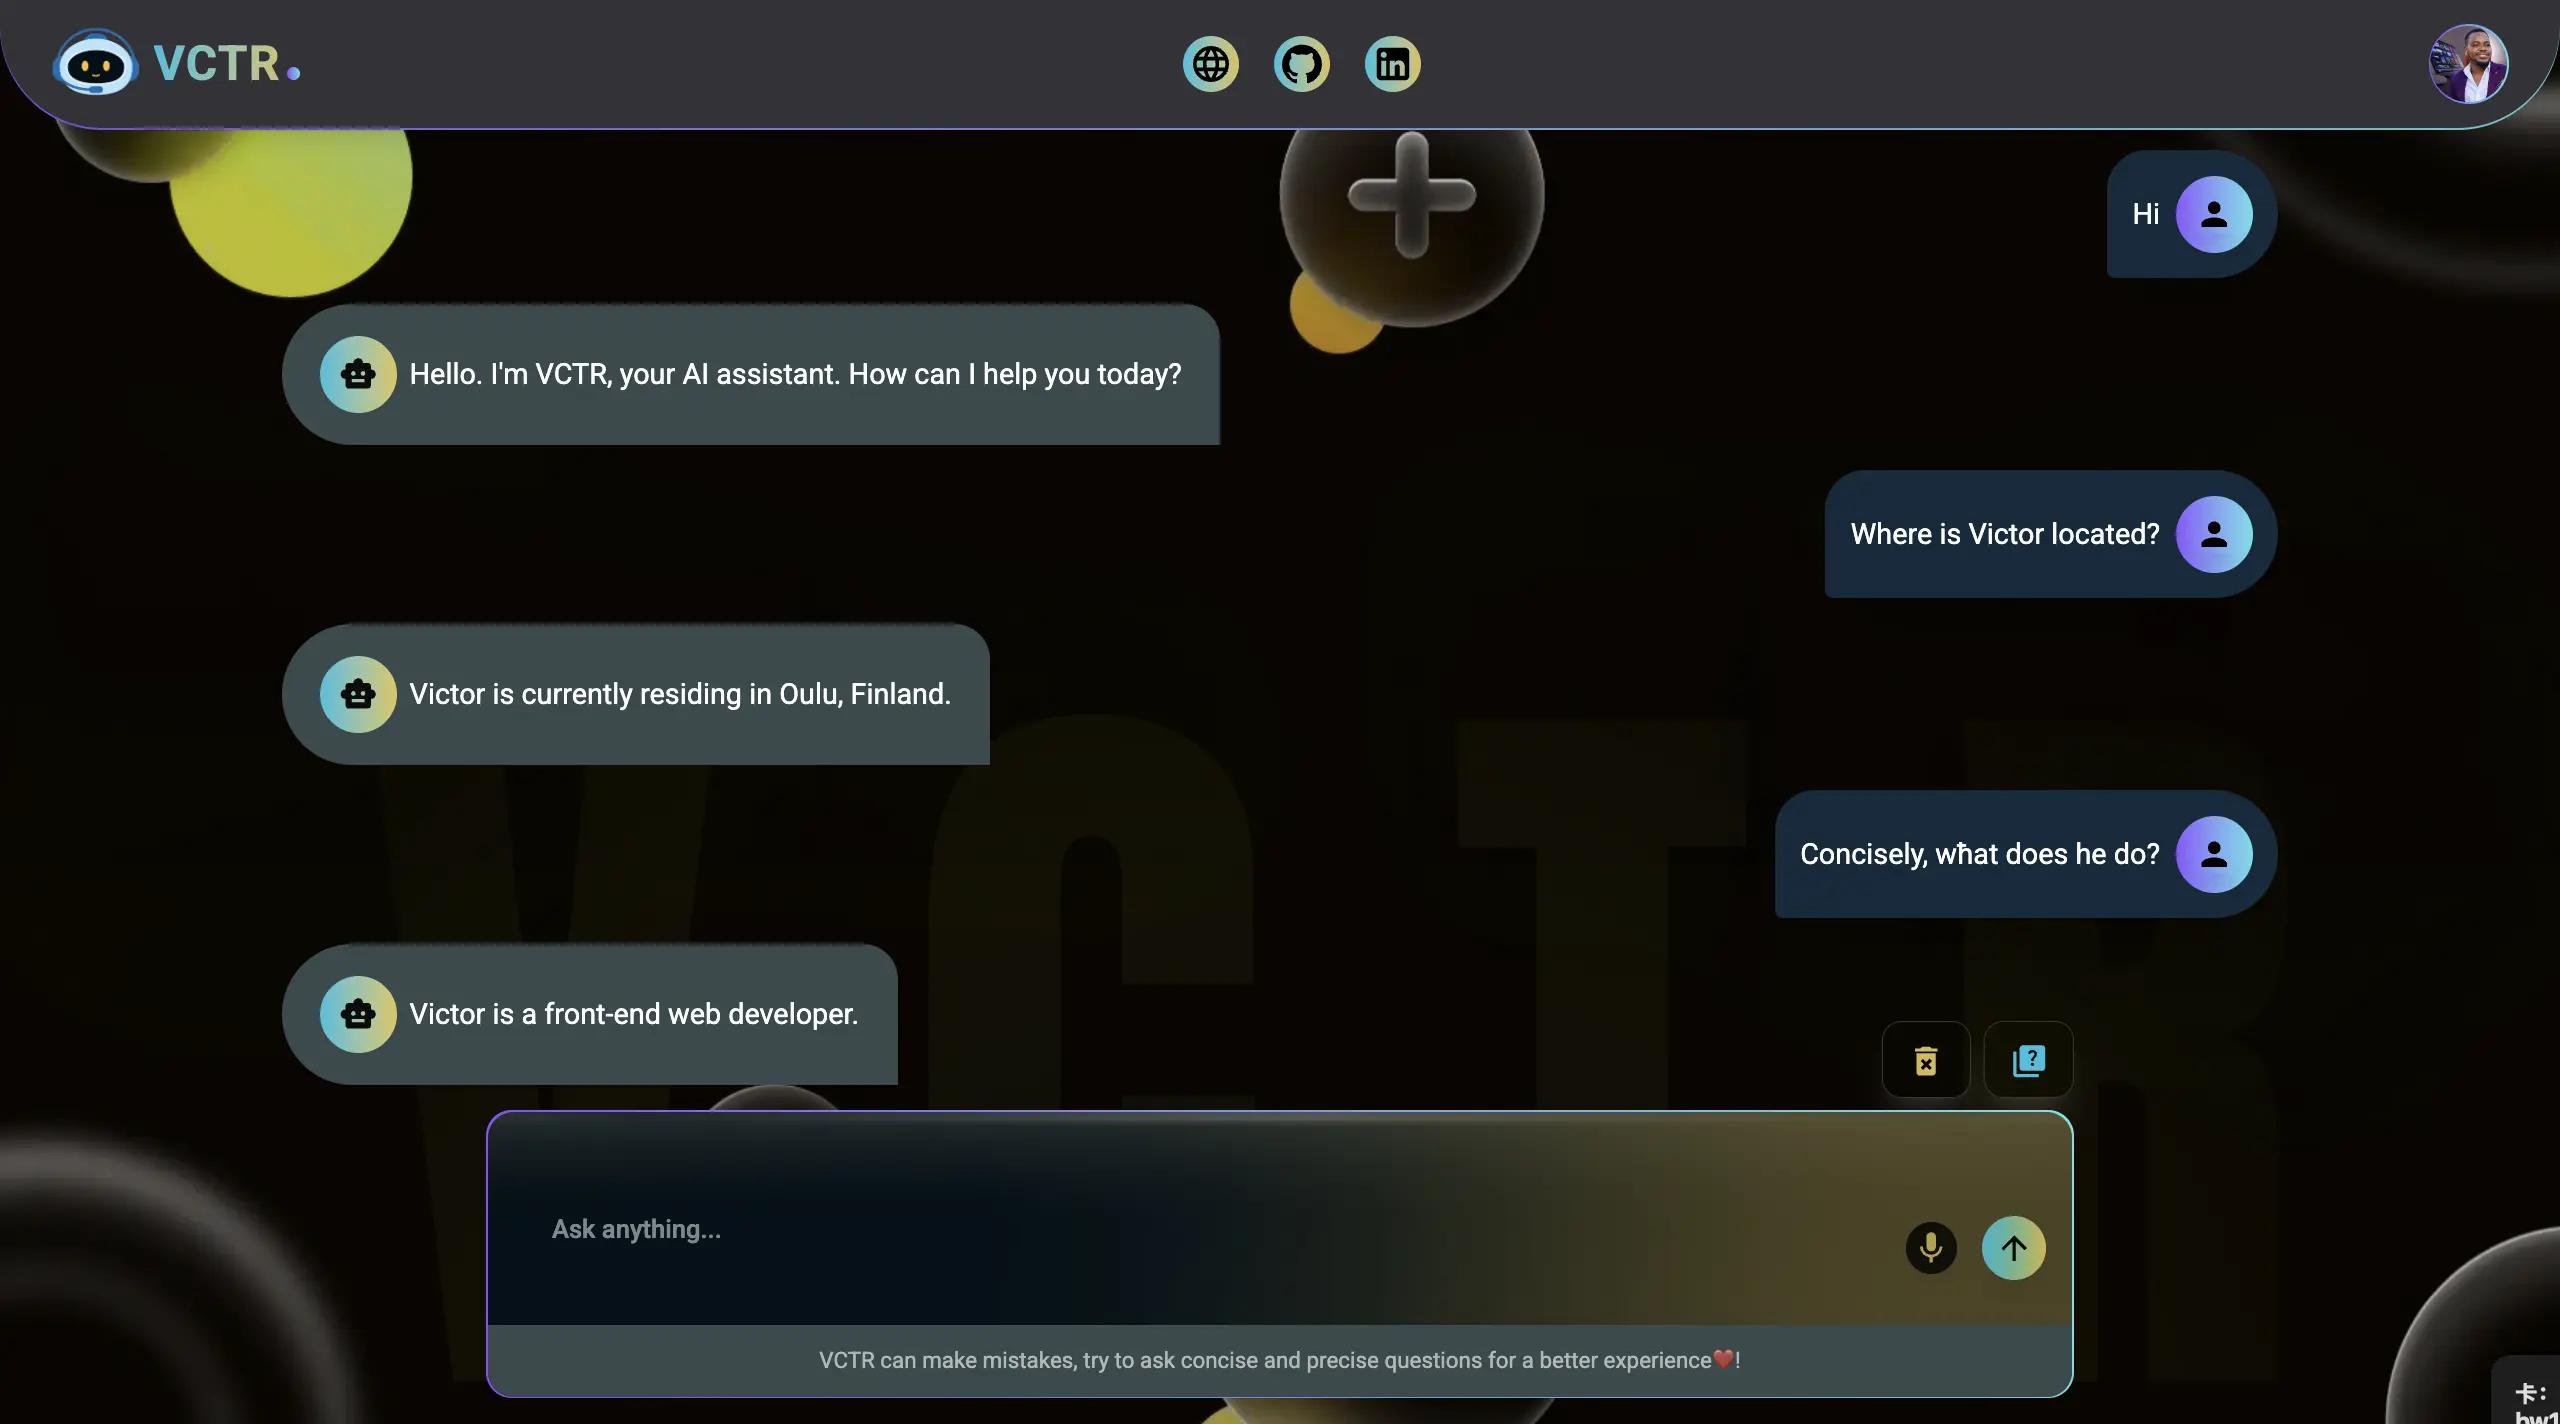 VCTR.
Hi
Hello. I'm VCTR, your AI assistant. How can I help you today?
Where is Victor located?
Victor is currently residing in Oulu, Finland.
Concisely, what does he do?
Victor is a front-end web developer.
VCTR
Ask anything...
VCTR can make mistakes, try to ask concise and precise questions for a better experience❤️!
卡: